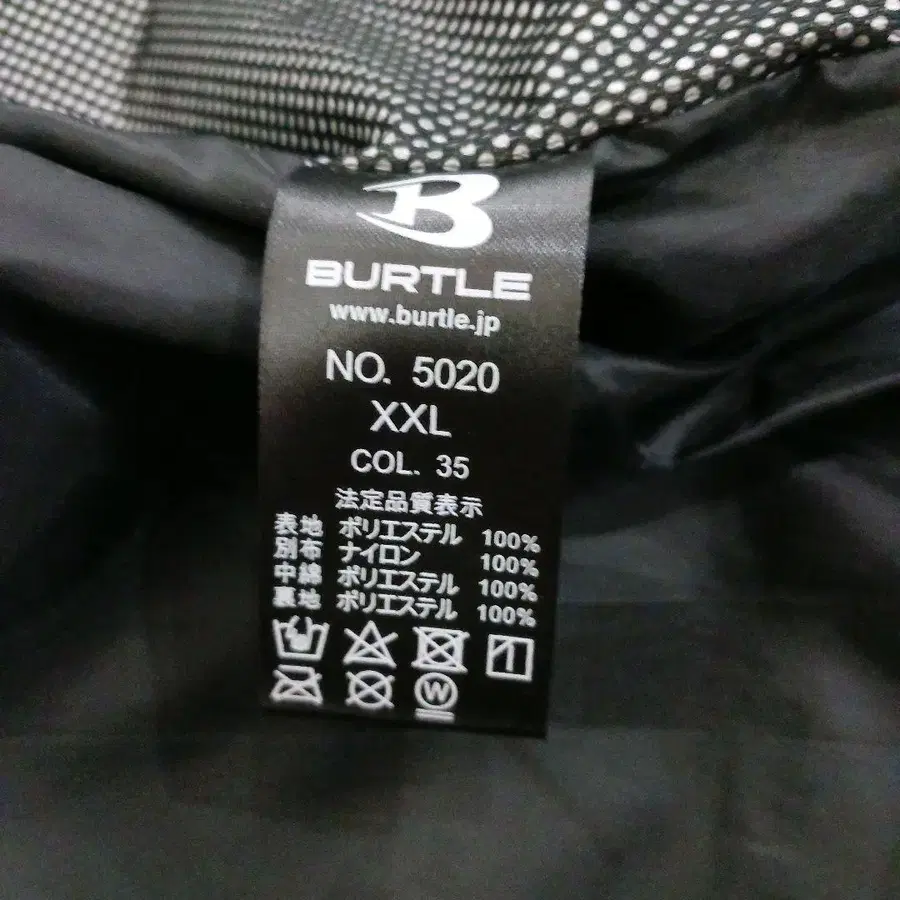 B
BURTLE
www.burtle.jp
NO. 5020
XXL
COL. 35
法定品質表示
表地 ポリエステル 100%
別布 ナイロン 100%
中綿 ポリエステル 100%
裏地 ポリエステル 100%
W